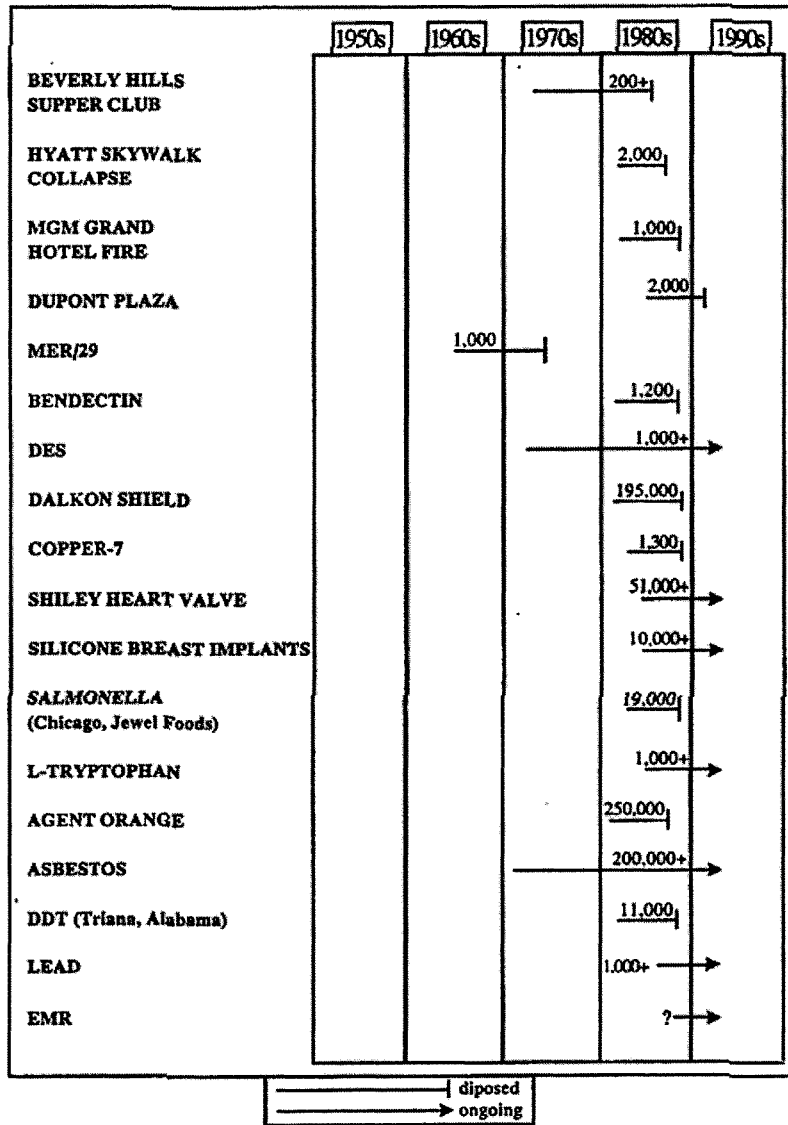 1950s 1960s 1970s 1980s 1990s
BEVERLY HILLS
SUPPER CLUB
200+
HYATT SKYWALK
COLLAPSE
2,000
MGM GRAND
HOTEL FIRE
1,000
DUPONT PLAZA
2,000
MER/29
1,000
BENDECTIN
1,200
DES
1,000+
DALKON SHIELD
195,000
COPPER-7
1,300
SHILEY HEART VALVE
51,000+
SILICONE BREAST IMPLANTS
10,000+
SALMONELLA
(Chicago, Jewel Foods)
19,000
L-TRYPTOPHAN
1,000+
AGENT ORANGE
250,000
ASBESTOS
200,000+
DDT (Triana, Alabama)
11,000
LEAD
1,000+
EMR
?
diposed
ongoing